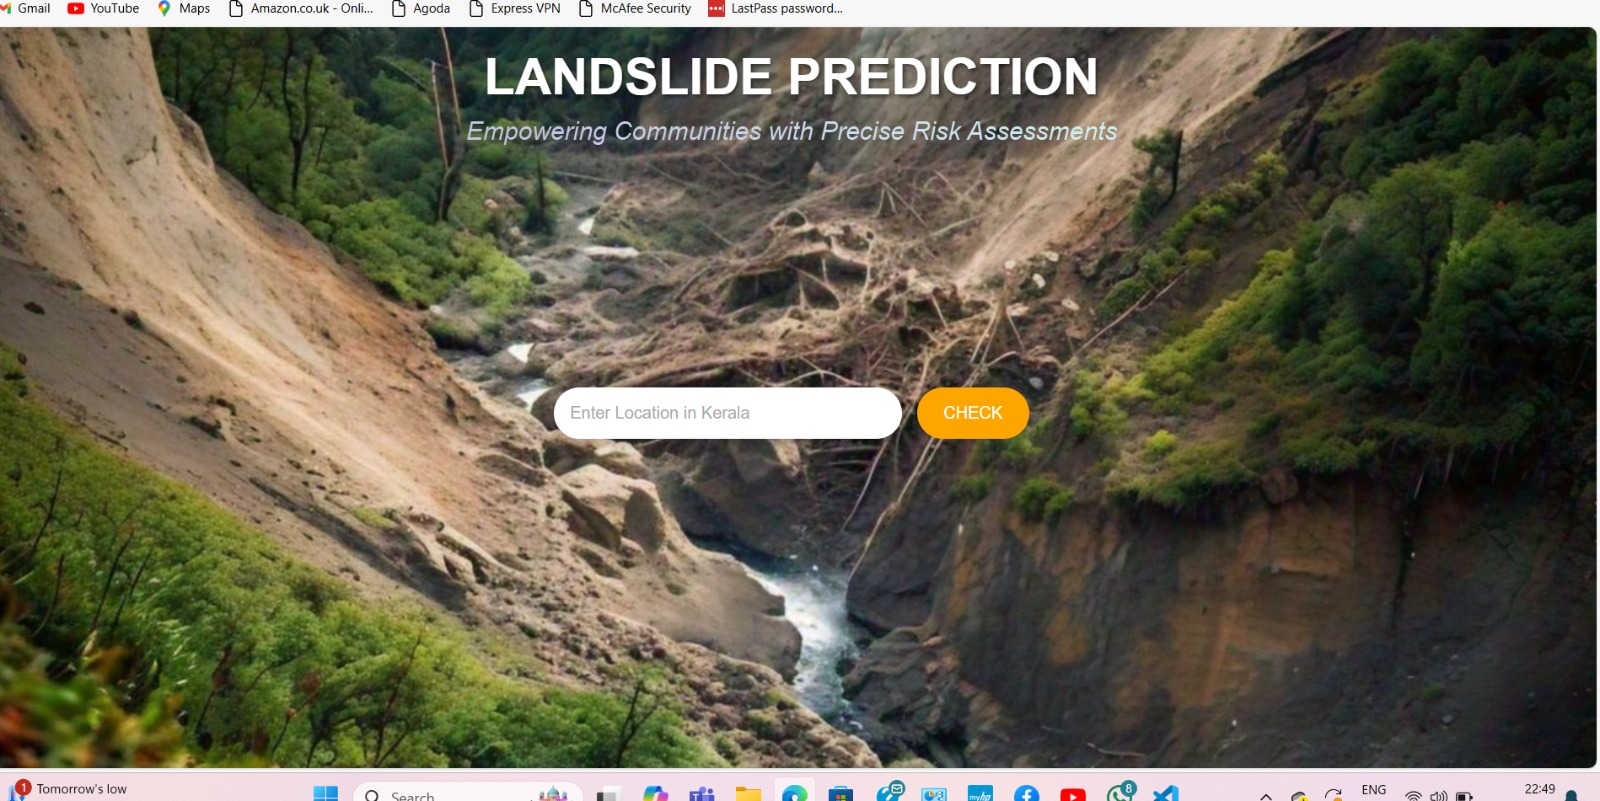 Gmail YouTube Maps Amazon.co.uk - Onli... Agoda Express VPN McAfee Security LastPass password...
LANDSLIDE PREDICTION
Empowering Communities with Precise Risk Assessments
Enter Location in Kerala CHECK
1 Tomorrow's low Search myhp 8 ENG 22:49